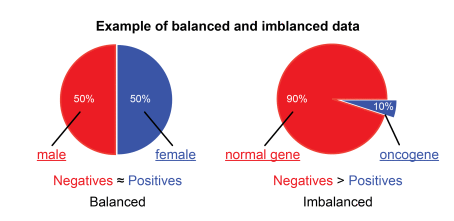 Example of balanced and imblanced data
50% 50%
male female
Negatives ≈ Positives
Balanced
90% 10%
normal gene oncogene
Negatives > Positives
Imbalanced